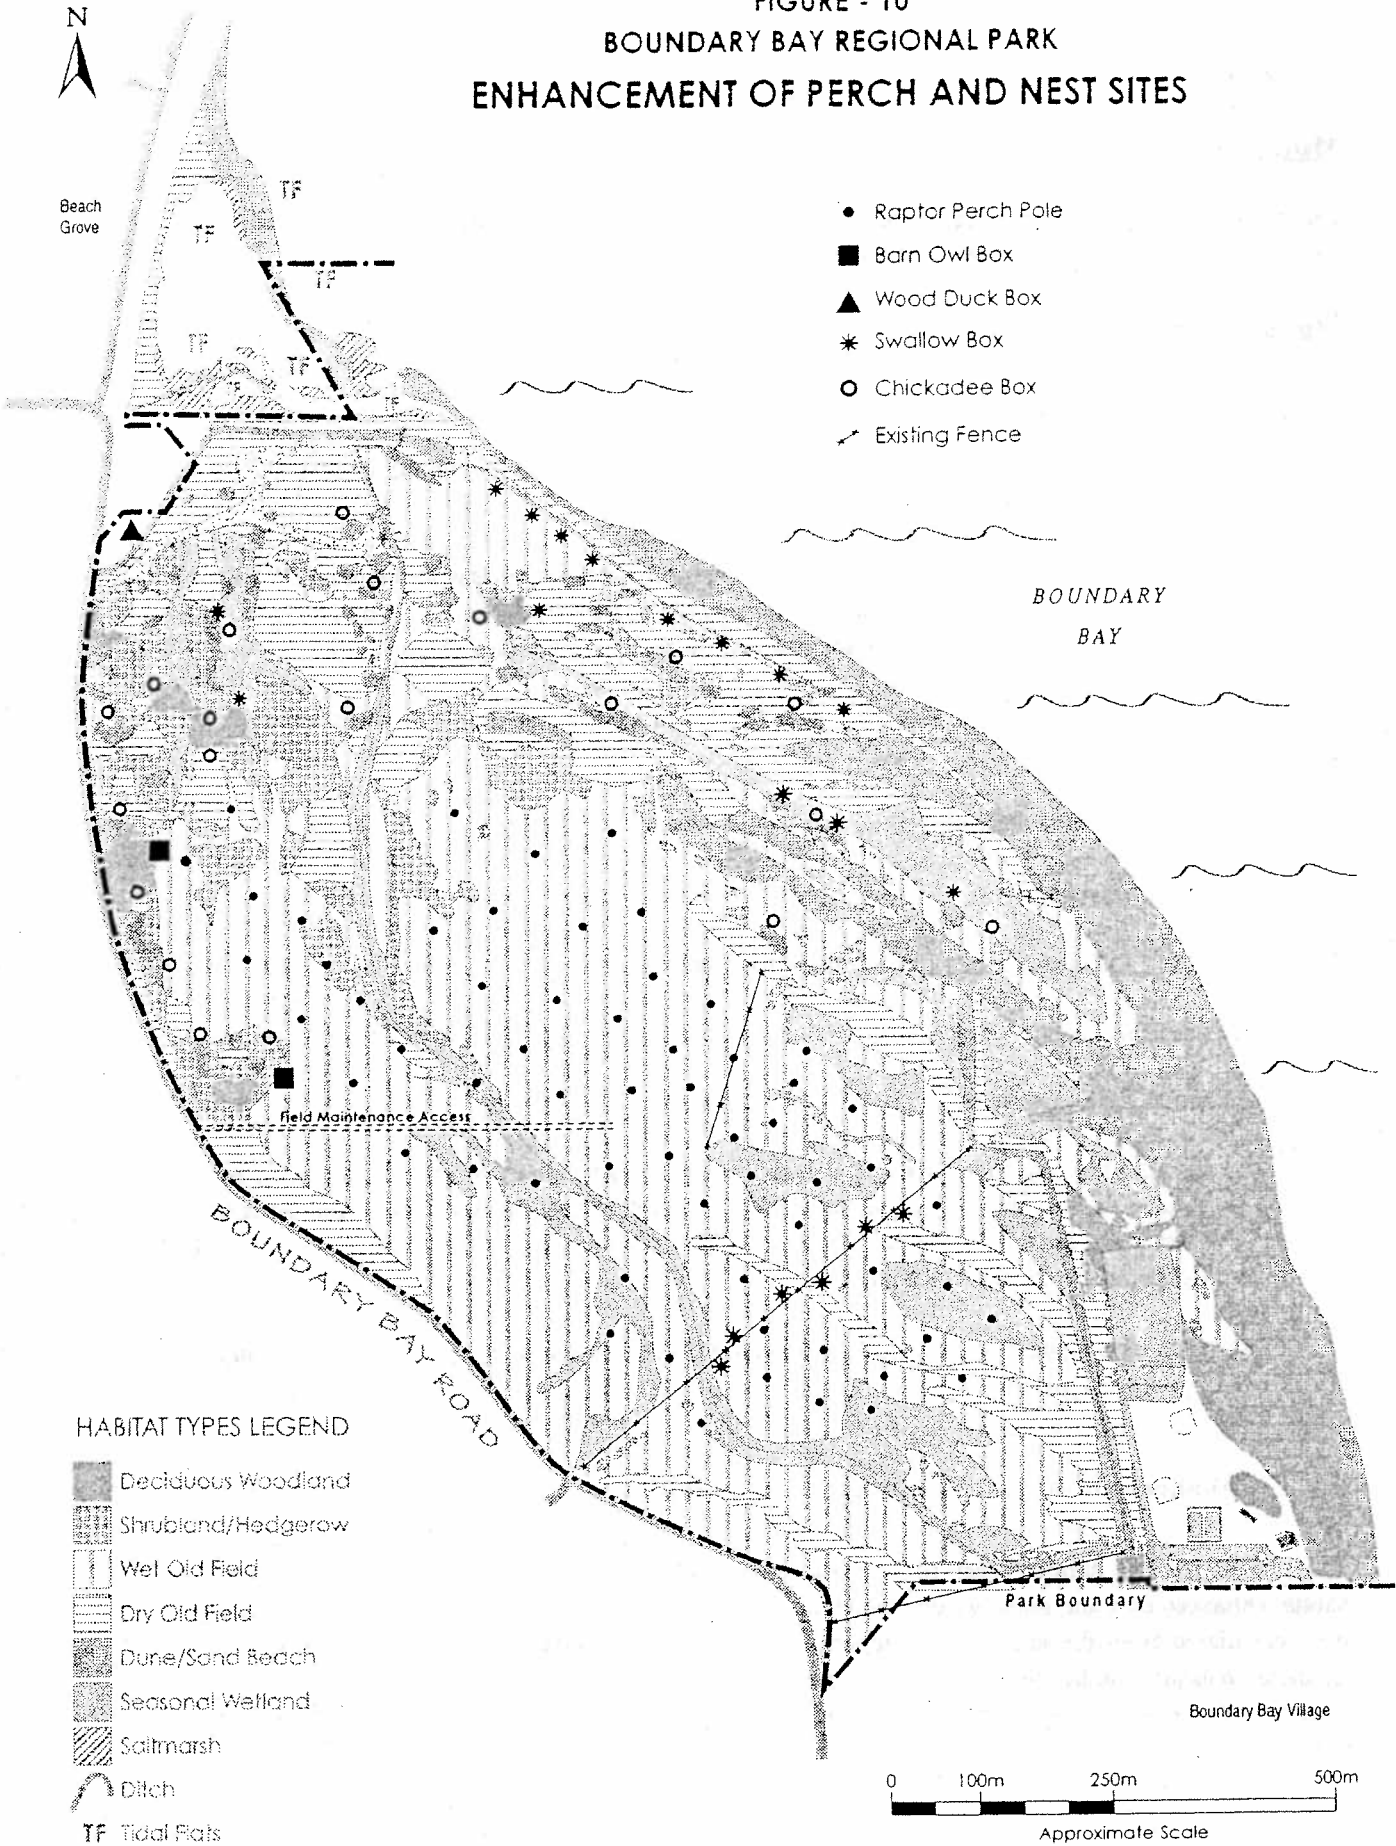 N
FIGURE - 10
BOUNDARY BAY REGIONAL PARK
ENHANCEMENT OF PERCH AND NEST SITES
Beach
Grove
TF
TF
TF
TF
TF
TF
TF
Raptor Perch Pole
Barn Owl Box
Wood Duck Box
Swallow Box
Chickadee Box
Existing Fence
BOUNDARY
BAY
Field Maintenance Access
BOUNDARY BAY ROAD
HABITAT TYPES LEGEND
Deciduous Woodland
Shrubland/Hedgerow
Wet Old Field
Dry Old Field
Dune/Sand Beach
Seasonal Wetland
Saltmarsh
Ditch
TF Tidal Flats
Park Boundary
Boundary Bay Village
0 100m 250m 500m
Approximate Scale